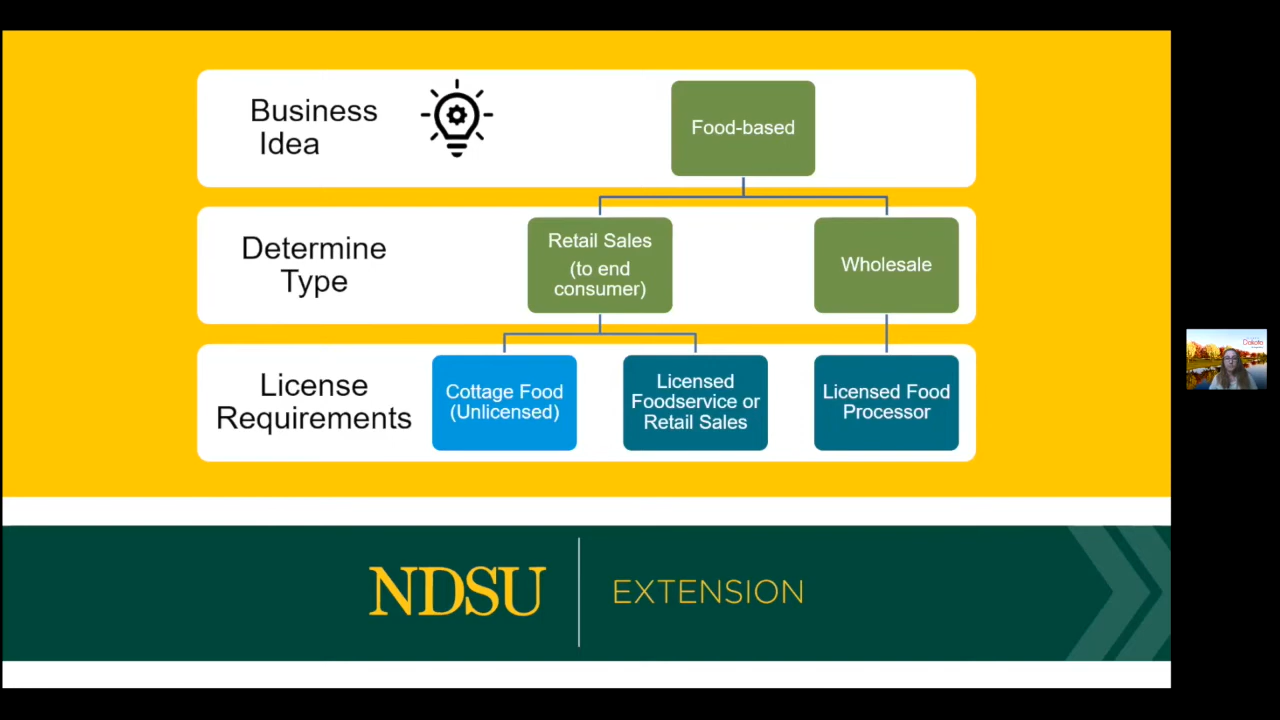 Business
Idea
Food-based
Determine
Type
Retail Sales
(to end
consumer)
Wholesale
License
Requirements
Cottage Food
(Unlicensed)
Licensed
Foodservice or
Retail Sales
Licensed Food
Processor
NDSU
EXTENSION
Dakota